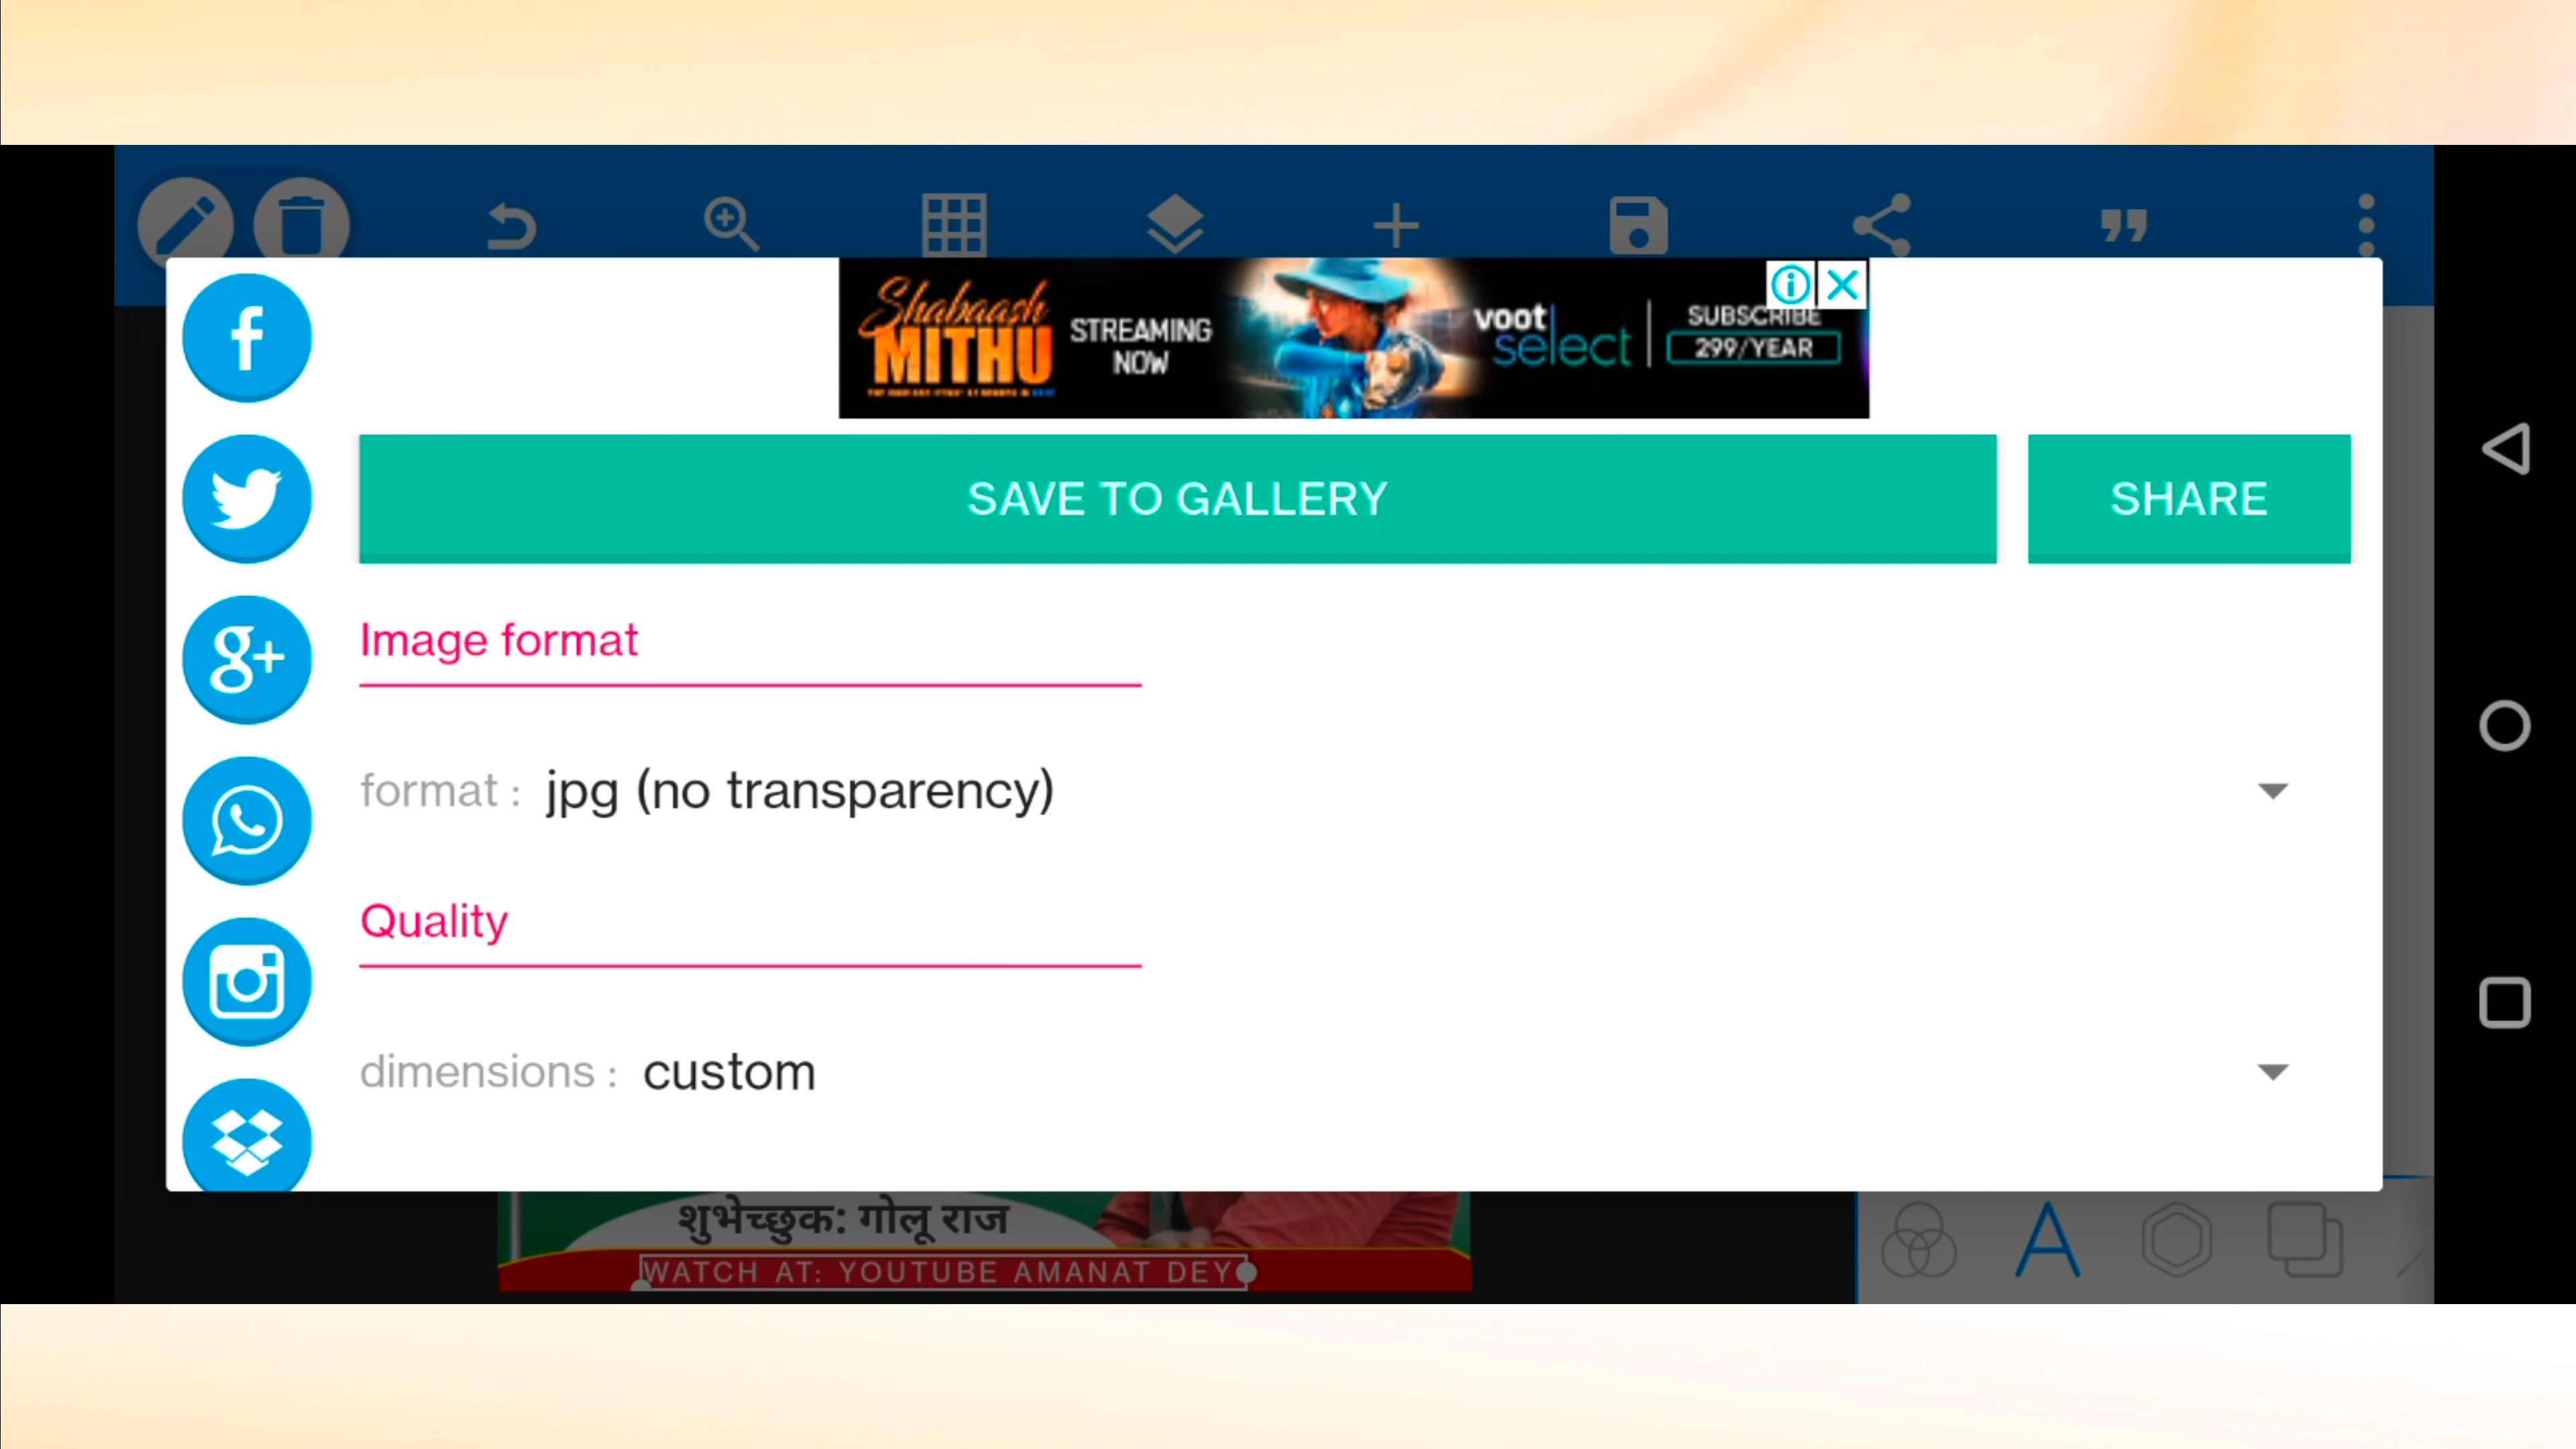 Shabaash
MITHU
STREAMING
NOW
voot
select
SUBSCRIBE
299/YEAR
SAVE TO GALLERY
SHARE
Image format
format : jpg (no transparency)
Quality
dimensions : custom
शुभेच्छुक: गोलू राज
WATCH AT: YOUTUBE AMANAT DEY